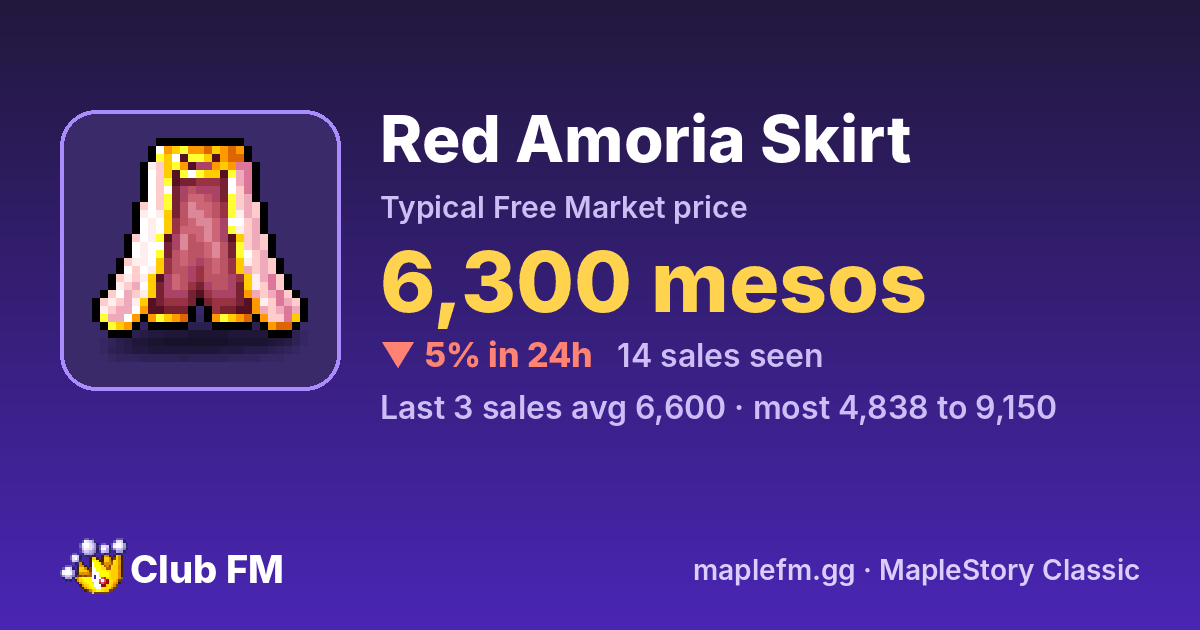 Red Amoria Skirt
Typical Free Market price
6,300 mesos
▼ 5% in 24h 14 sales seen
Last 3 sales avg 6,600 · most 4,838 to 9,150
Club FM
maplefm.gg · MapleStory Classic